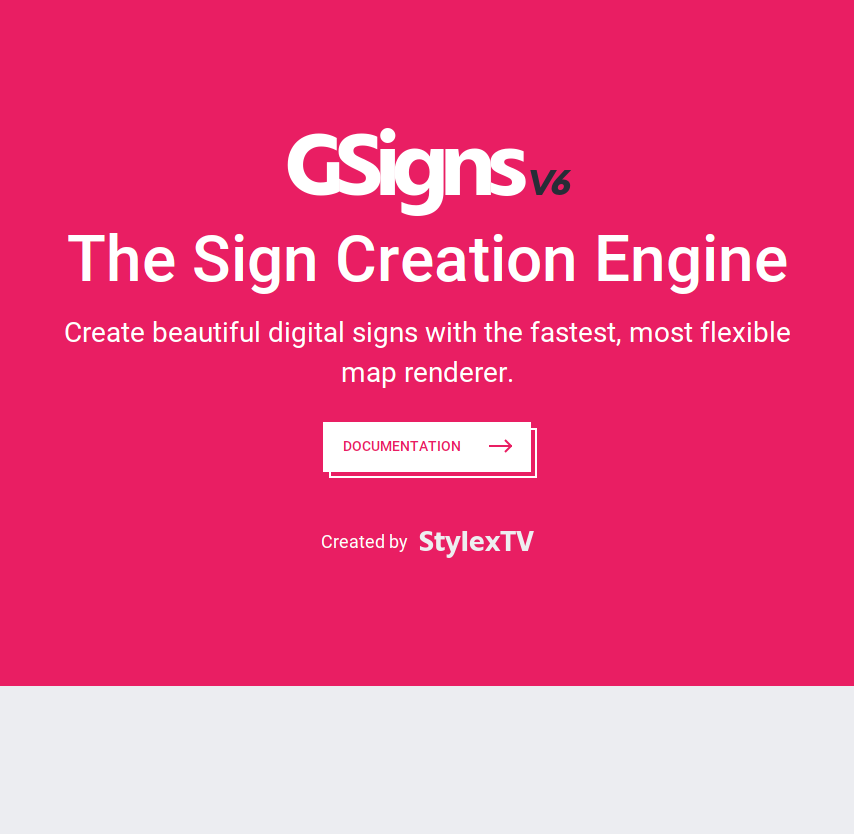 GSigns V6
The Sign Creation Engine
Create beautiful digital signs with the fastest, most flexible
map renderer.
DOCUMENTATION
Created by StylexTV